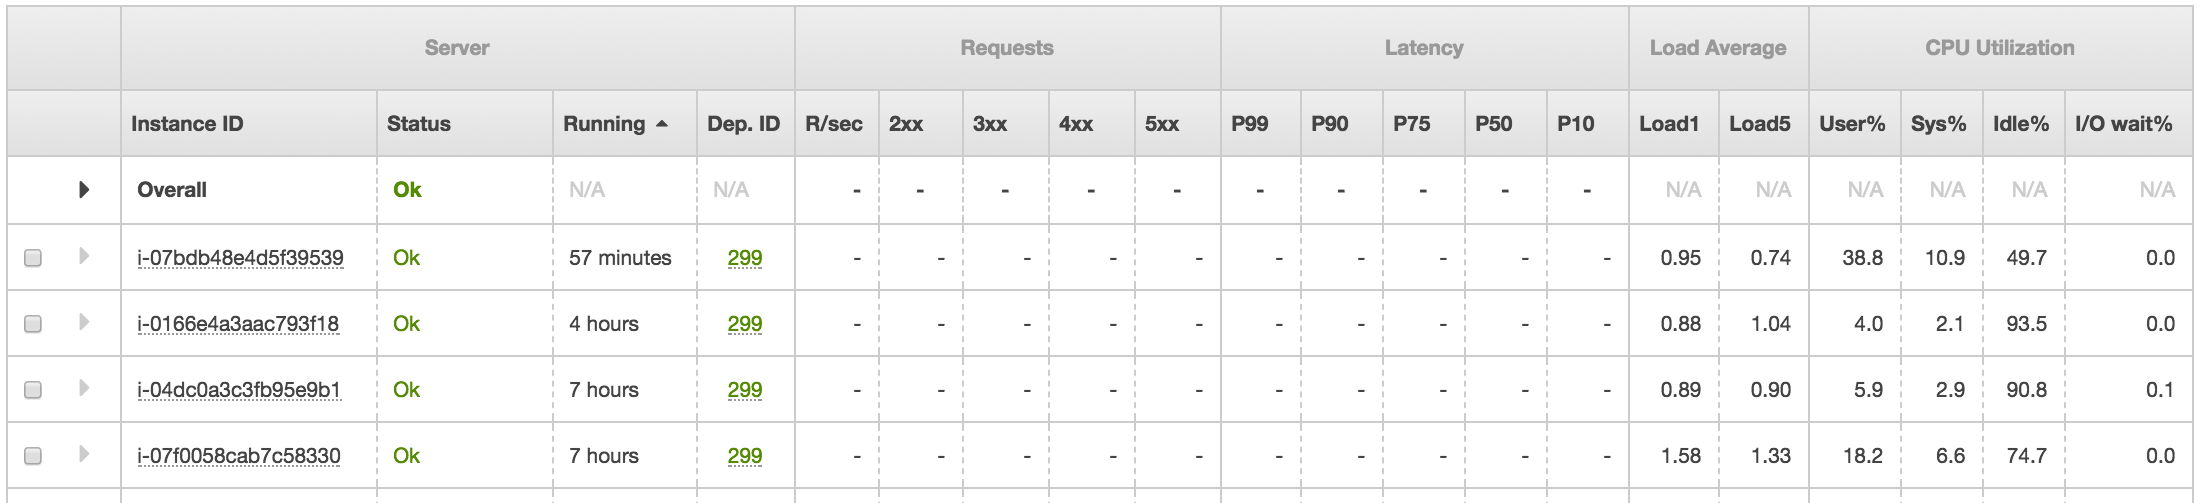 Server Requests Latency Load Average CPU Utilization
Instance ID Status Running Dep. ID R/sec 2xx 3xx 4xx 5xx P99 P90 P75 P50 P10 Load1 Load5 User% Sys% Idle% I/O wait%
Overall Ok N/A N/A - - - - - - - - - - N/A N/A N/A N/A N/A N/A
i-07bdb48e4d5f39539 Ok 57 minutes 299 - - - - - - - - - - 0.95 0.74 38.8 10.9 49.7 0.0
i-0166e4a3aac793f18 Ok 4 hours 299 - - - - - - - - - - 0.88 1.04 4.0 2.1 93.5 0.0
i-04dc0a3c3fb95e9b1 Ok 7 hours 299 - - - - - - - - - - 0.89 0.90 5.9 2.9 90.8 0.1
i-07f0058cab7c58330 Ok 7 hours 299 - - - - - - - - - - 1.58 1.33 18.2 6.6 74.7 0.0